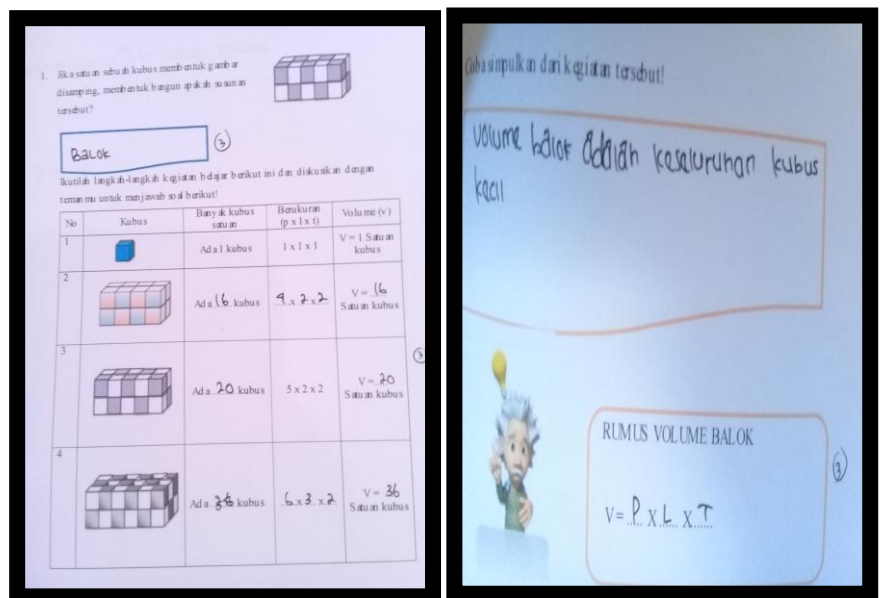 1. Jika satuan sebuah kubus membentuk gambar
disamping, membentuk bangun apakah susunan
tersebut?
Balok
3
Ikutilah langkah-langkah kegiatan belajar berikut ini dan diskusikan dengan
temanmu untuk menjawab soal berikut!
No Kubus Banyak kubus satuan Berukuran (p x l x t) Volume (v)
1 Ada 1 kubus 1 x 1 x 1 V = 1 Satuan kubus
2 Ada 16 kubus 4 x 2 x 2 V = 16 Satuan kubus
3 Ada 20 kubus 5 x 2 x 2 V = 20 Satuan kubus
3
4 Ada 36 kubus 6 x 3 x 2 V = 36 Satuan kubus
Coba simpulkan dari kegiatan tersebut!
Volume balok adalah keseluruhan kubus
kecil
RUMUS VOLUME BALOK
3
V = P X L X T